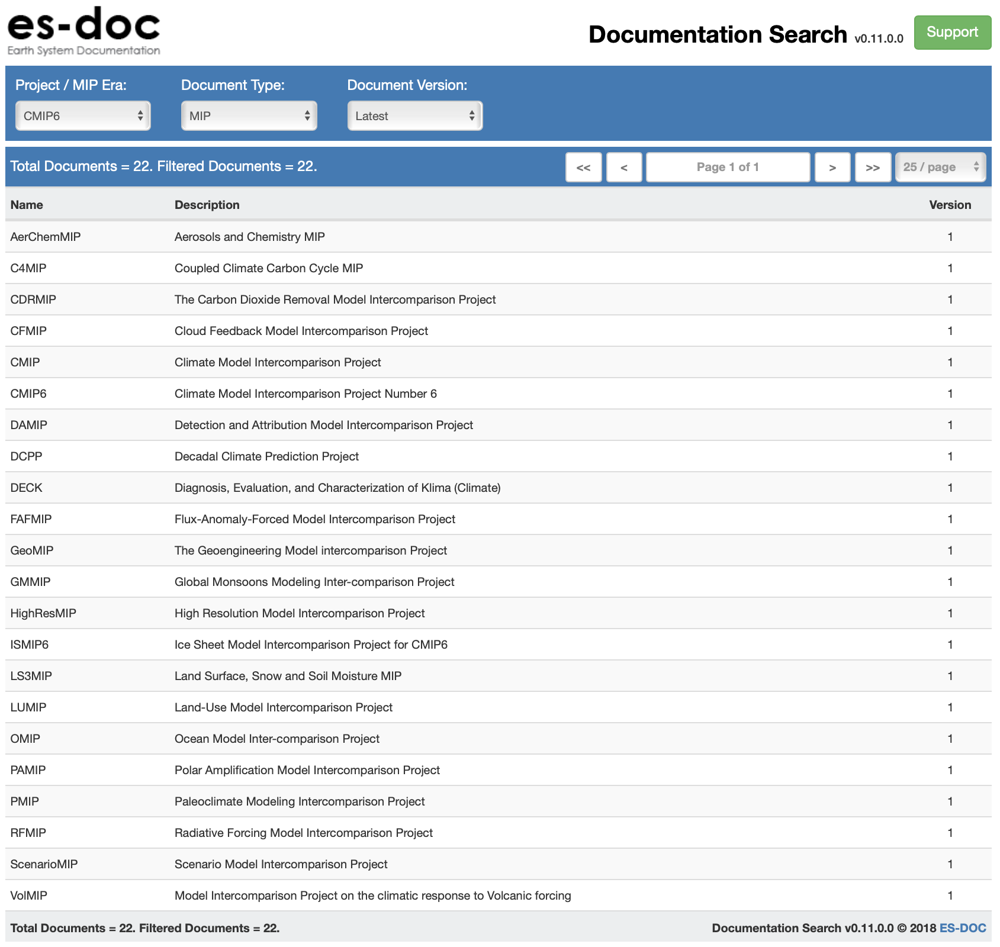 es-doc
Earth System Documentation
Documentation Search v0.11.0.0 Support
Project / MIP Era: Document Type: Document Version:
CMIP6 MIP Latest
Total Documents = 22. Filtered Documents = 22. << < Page 1 of 1 > >> 25 / page
Name Description Version
AerChemMIP Aerosols and Chemistry MIP 1
C4MIP Coupled Climate Carbon Cycle MIP 1
CDRMIP The Carbon Dioxide Removal Model Intercomparison Project 1
CFMIP Cloud Feedback Model Intercomparison Project 1
CMIP Climate Model Intercomparison Project 1
CMIP6 Climate Model Intercomparison Project Number 6 1
DAMIP Detection and Attribution Model Intercomparison Project 1
DCPP Decadal Climate Prediction Project 1
DECK Diagnosis, Evaluation, and Characterization of Klima (Climate) 1
FAFMIP Flux-Anomaly-Forced Model Intercomparison Project 1
GeoMIP The Geoengineering Model intercomparison Project 1
GMMIP Global Monsoons Modeling Inter-comparison Project 1
HighResMIP High Resolution Model Intercomparison Project 1
ISMIP6 Ice Sheet Model Intercomparison Project for CMIP6 1
LS3MIP Land Surface, Snow and Soil Moisture MIP 1
LUMIP Land-Use Model Intercomparison Project 1
OMIP Ocean Model Inter-comparison Project 1
PAMIP Polar Amplification Model Intercomparison Project 1
PMIP Paleoclimate Modeling Intercomparison Project 1
RFMIP Radiative Forcing Model Intercomparison Project 1
ScenarioMIP Scenario Model Intercomparison Project 1
VolMIP Model Intercomparison Project on the climatic response to Volcanic forcing 1
Total Documents = 22. Filtered Documents = 22. Documentation Search v0.11.0.0 © 2018 ES-DOC